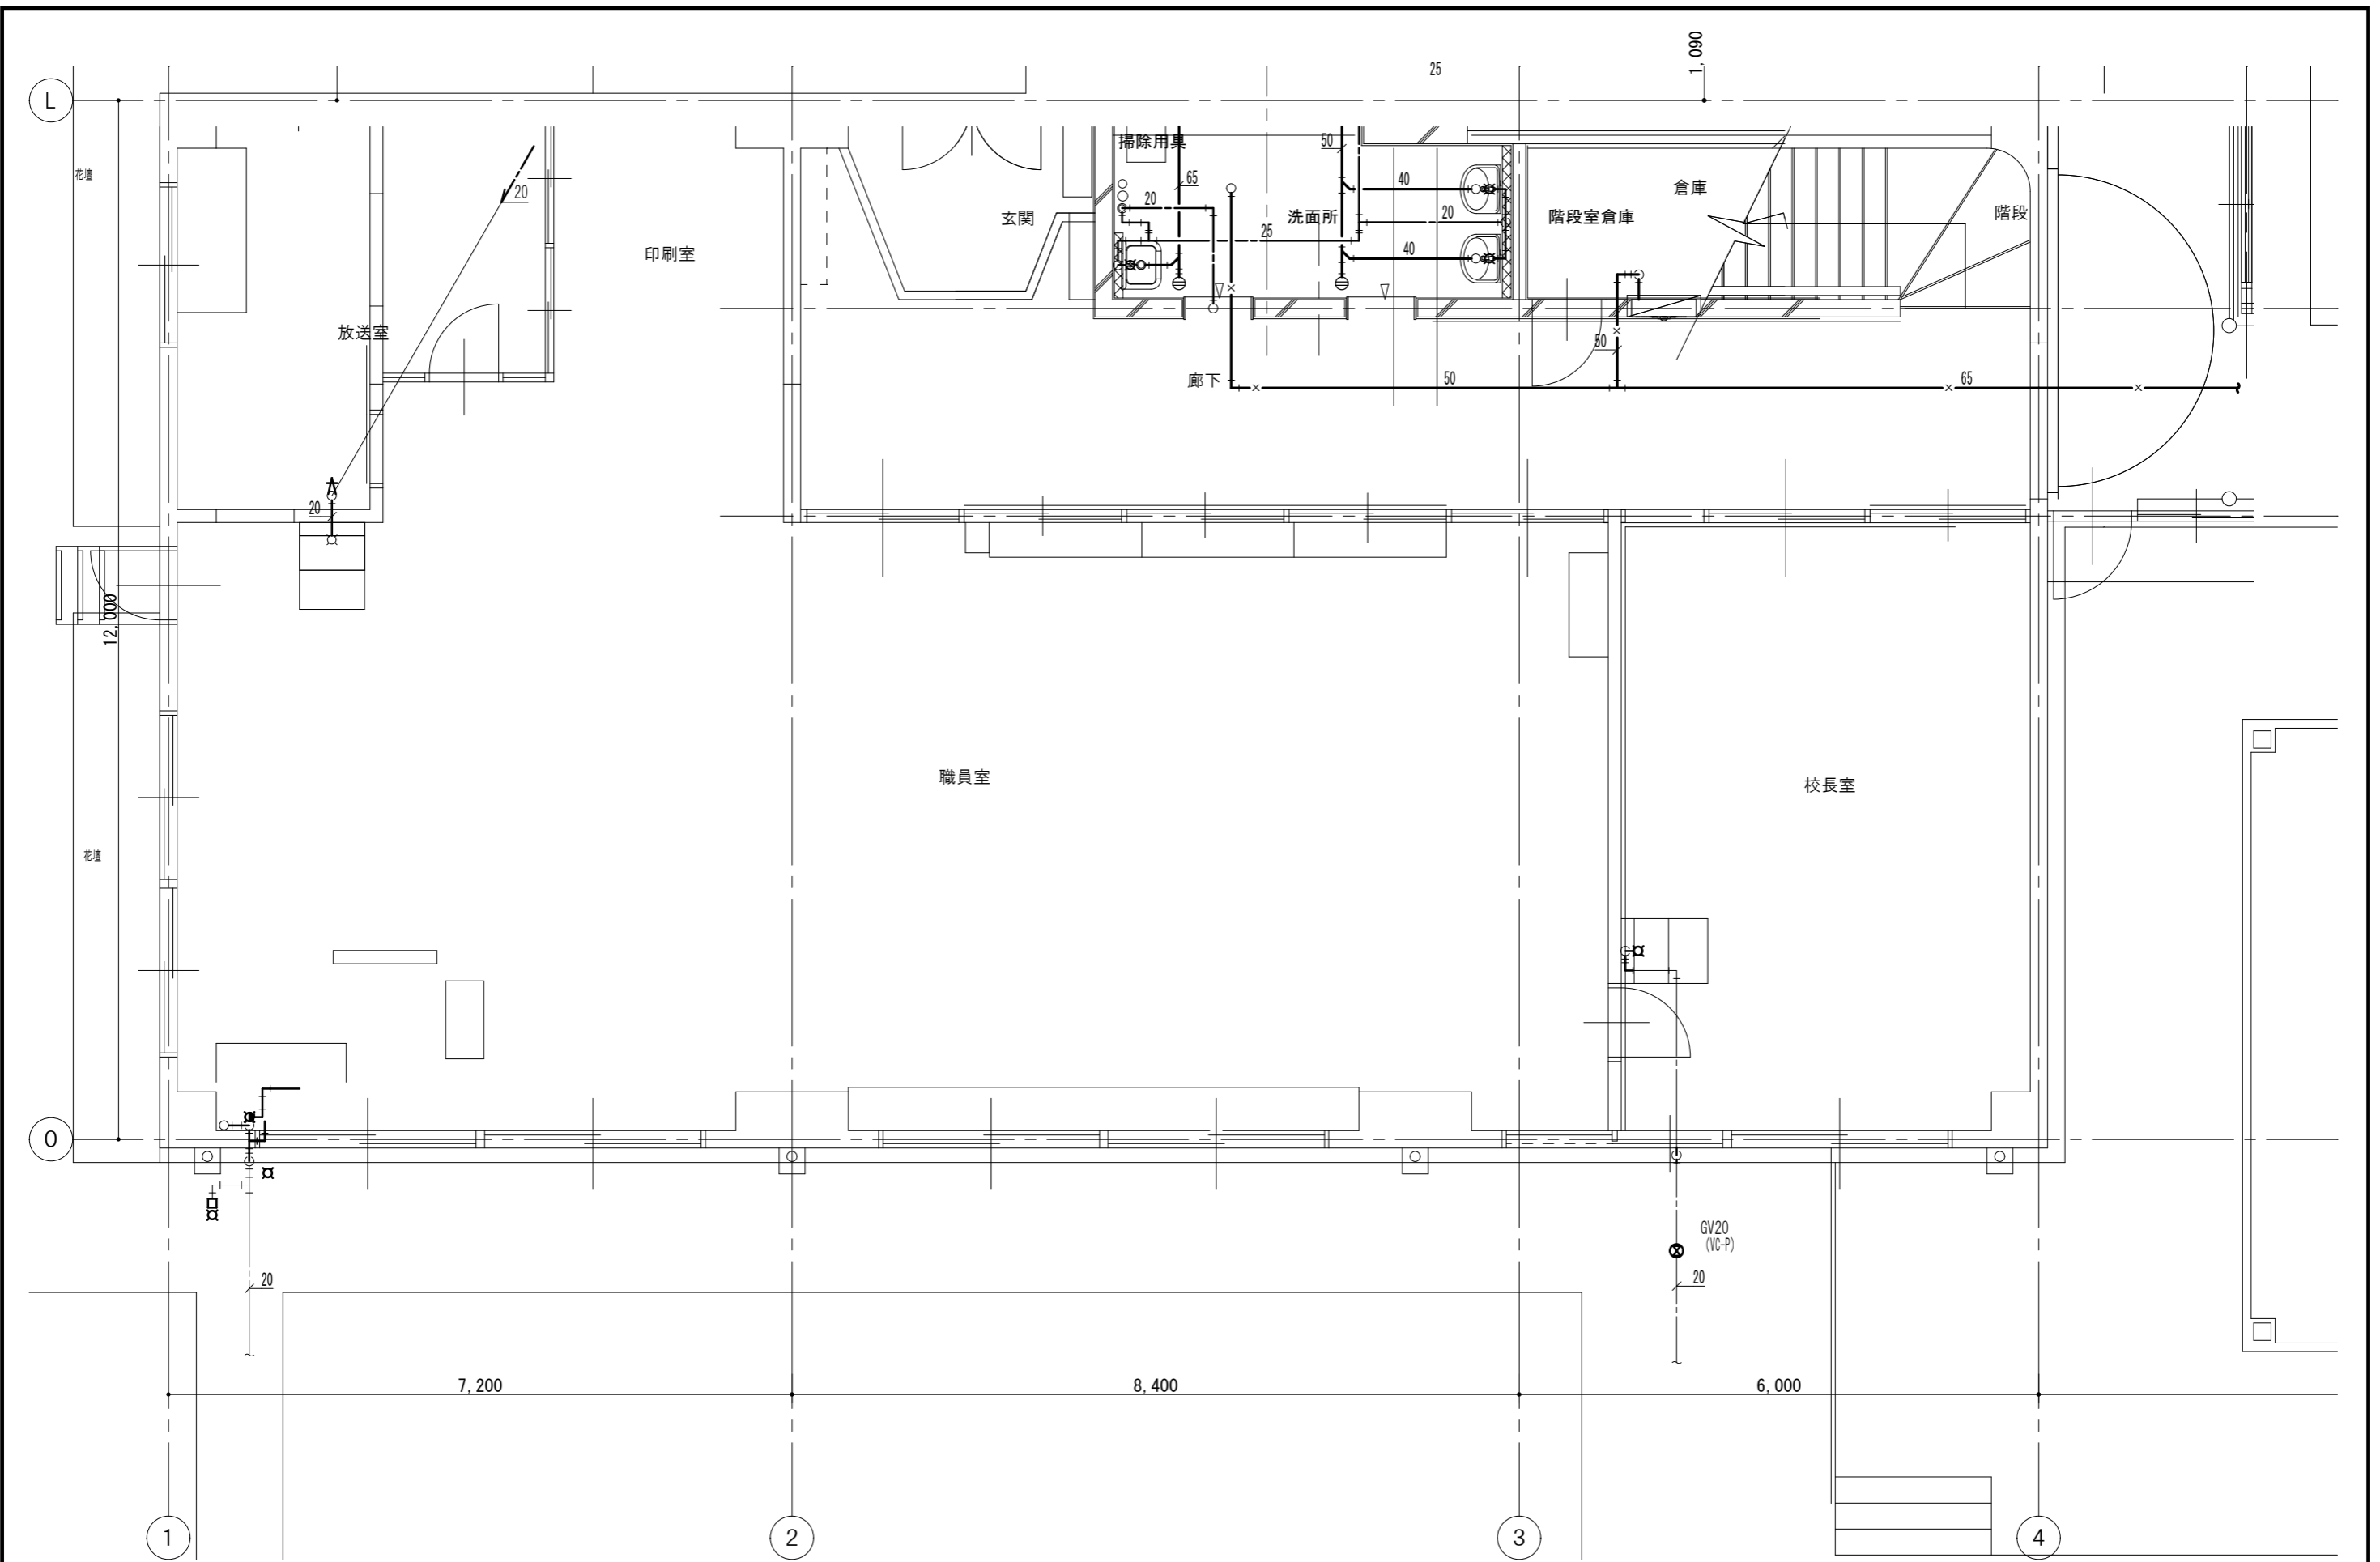 1,090
25
L
掃除用具
50
花壇
20
65
40
倉庫
20
玄関
洗面所
20
階段室倉庫
階段
25
印刷室
40
放送室
50
廊下
50
65
20
12,000
職員室
校長室
花壇
O
GV20
(VC-P)
20
20
7,200
8,400
6,000
1
2
3
4